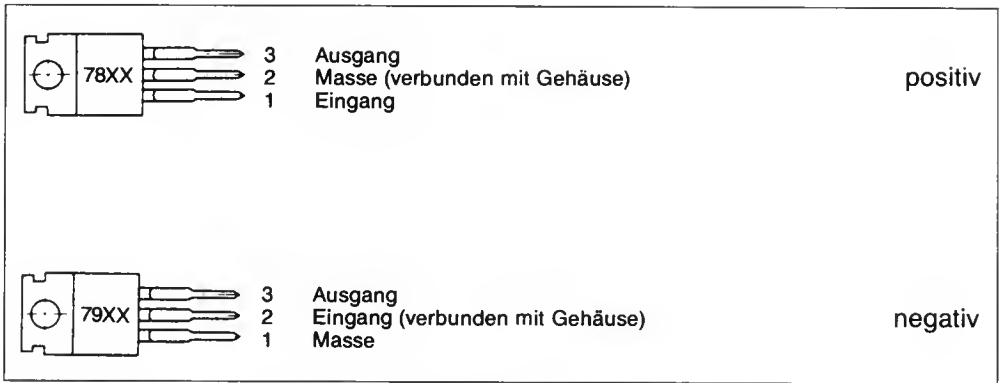 78XX
3 Ausgang
2 Masse (verbunden mit Gehäuse)
1 Eingang
positiv
79XX
3 Ausgang
2 Eingang (verbunden mit Gehäuse)
1 Masse
negativ